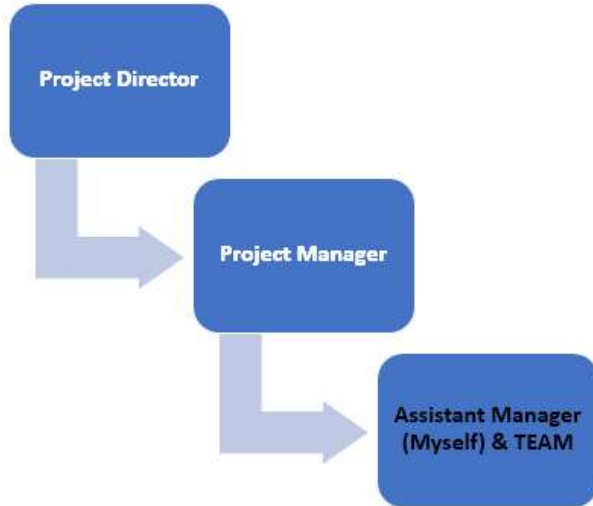 Project Director
Project Manager
Assistant Manager
(Myself) & TEAM